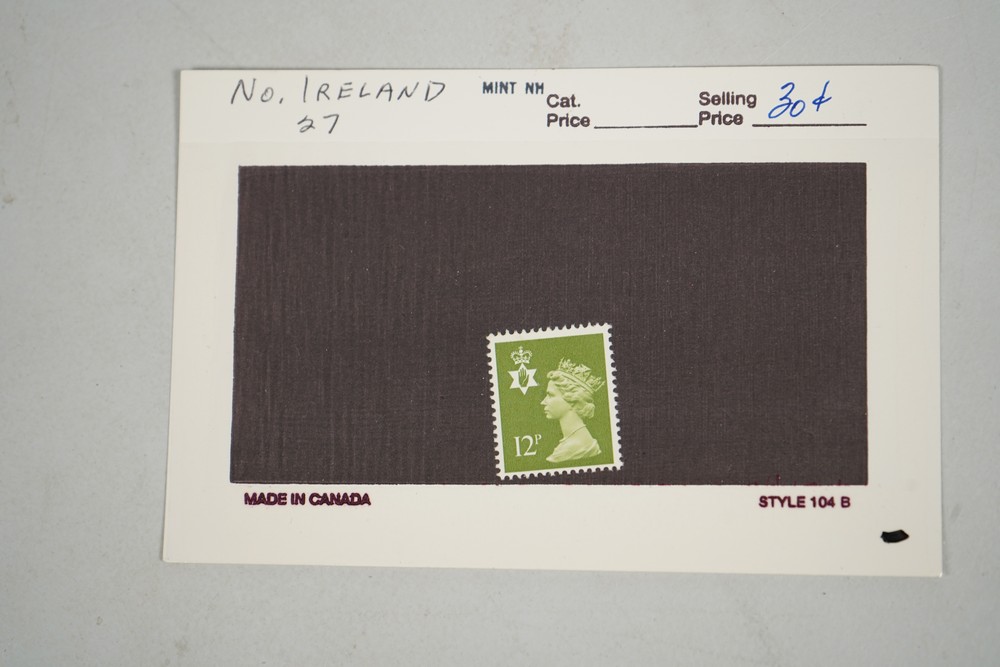 No. IRELAND
27
MINT NH
Cat.
Price
Selling
Price
30¢
12P
MADE IN CANADA
STYLE 104 B